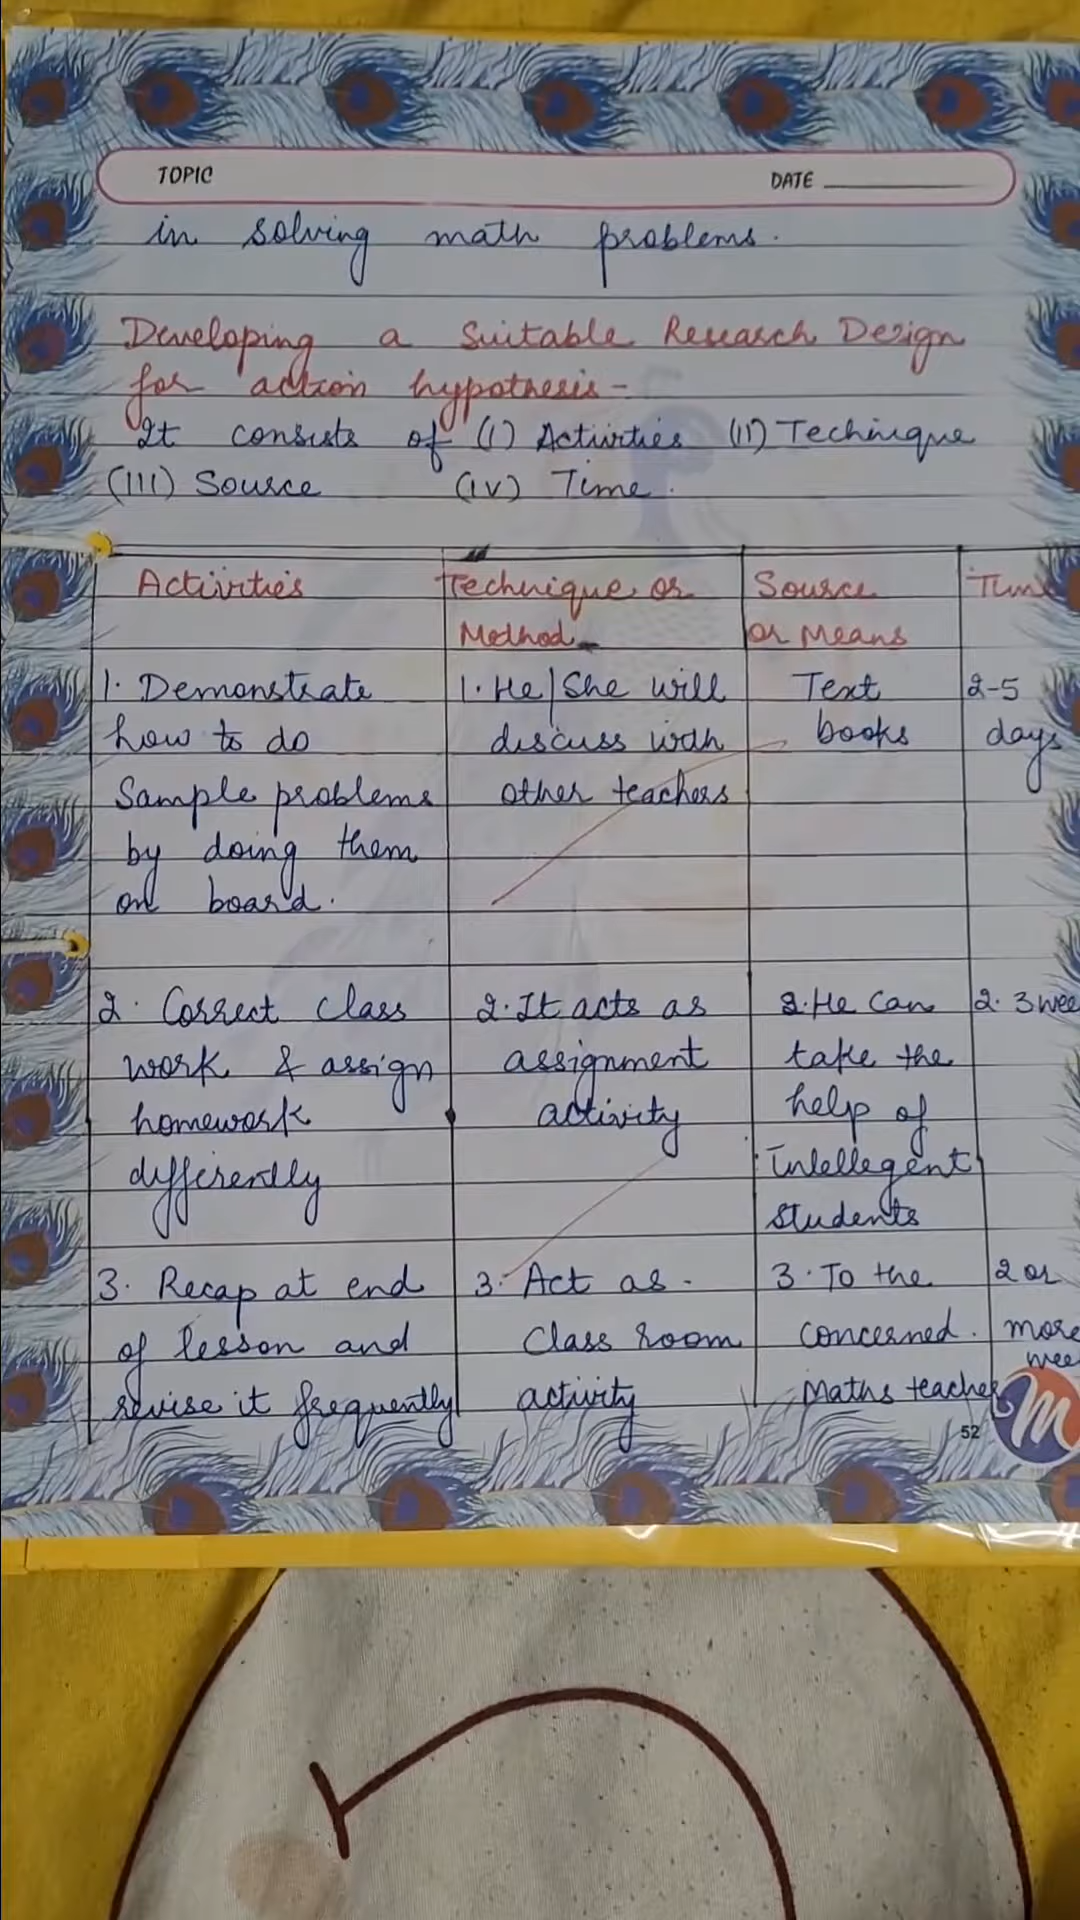 TOPIC
DATE
in solving math problems.
Developing a Suitable Research Design
for action hypothesis-
It consists of (I) Activities (II) Technique
(III) Source (IV) Time.
Activities
Technique or
Method
Source
or Means
1. Demonstrate
how to do
Sample problems
by doing them
on board.
1. He/She will
discuss with
other teachers
Text
books
2-5
days
2. Correct class
work & assign
homework
differently
2. It acts as
assignment
activity
2. He can
take the
help of
intellegent
students
2. 3
3. Recap at end
of lesson and
revise it frequently
3. Act as
Class room
activity
3. To the
concerned.
Maths teacher
2 or
more
52
m